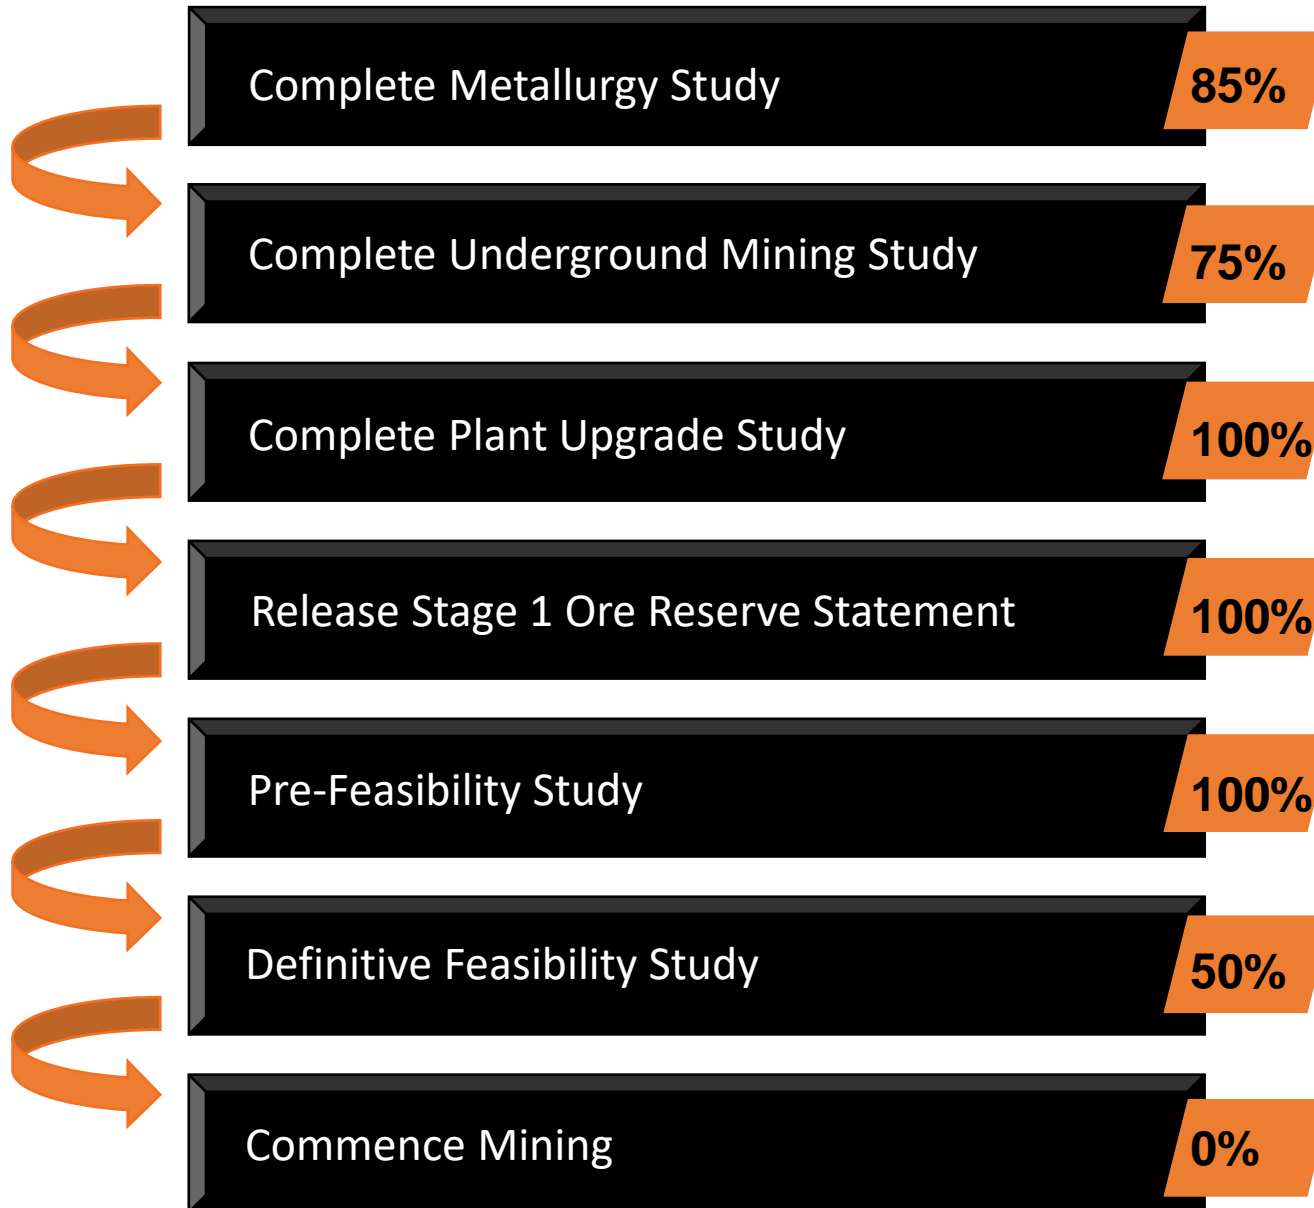 Complete Metallurgy Study 85%
Complete Underground Mining Study 75%
Complete Plant Upgrade Study 100%
Release Stage 1 Ore Reserve Statement 100%
Pre-Feasibility Study 100%
Definitive Feasibility Study 50%
Commence Mining 0%